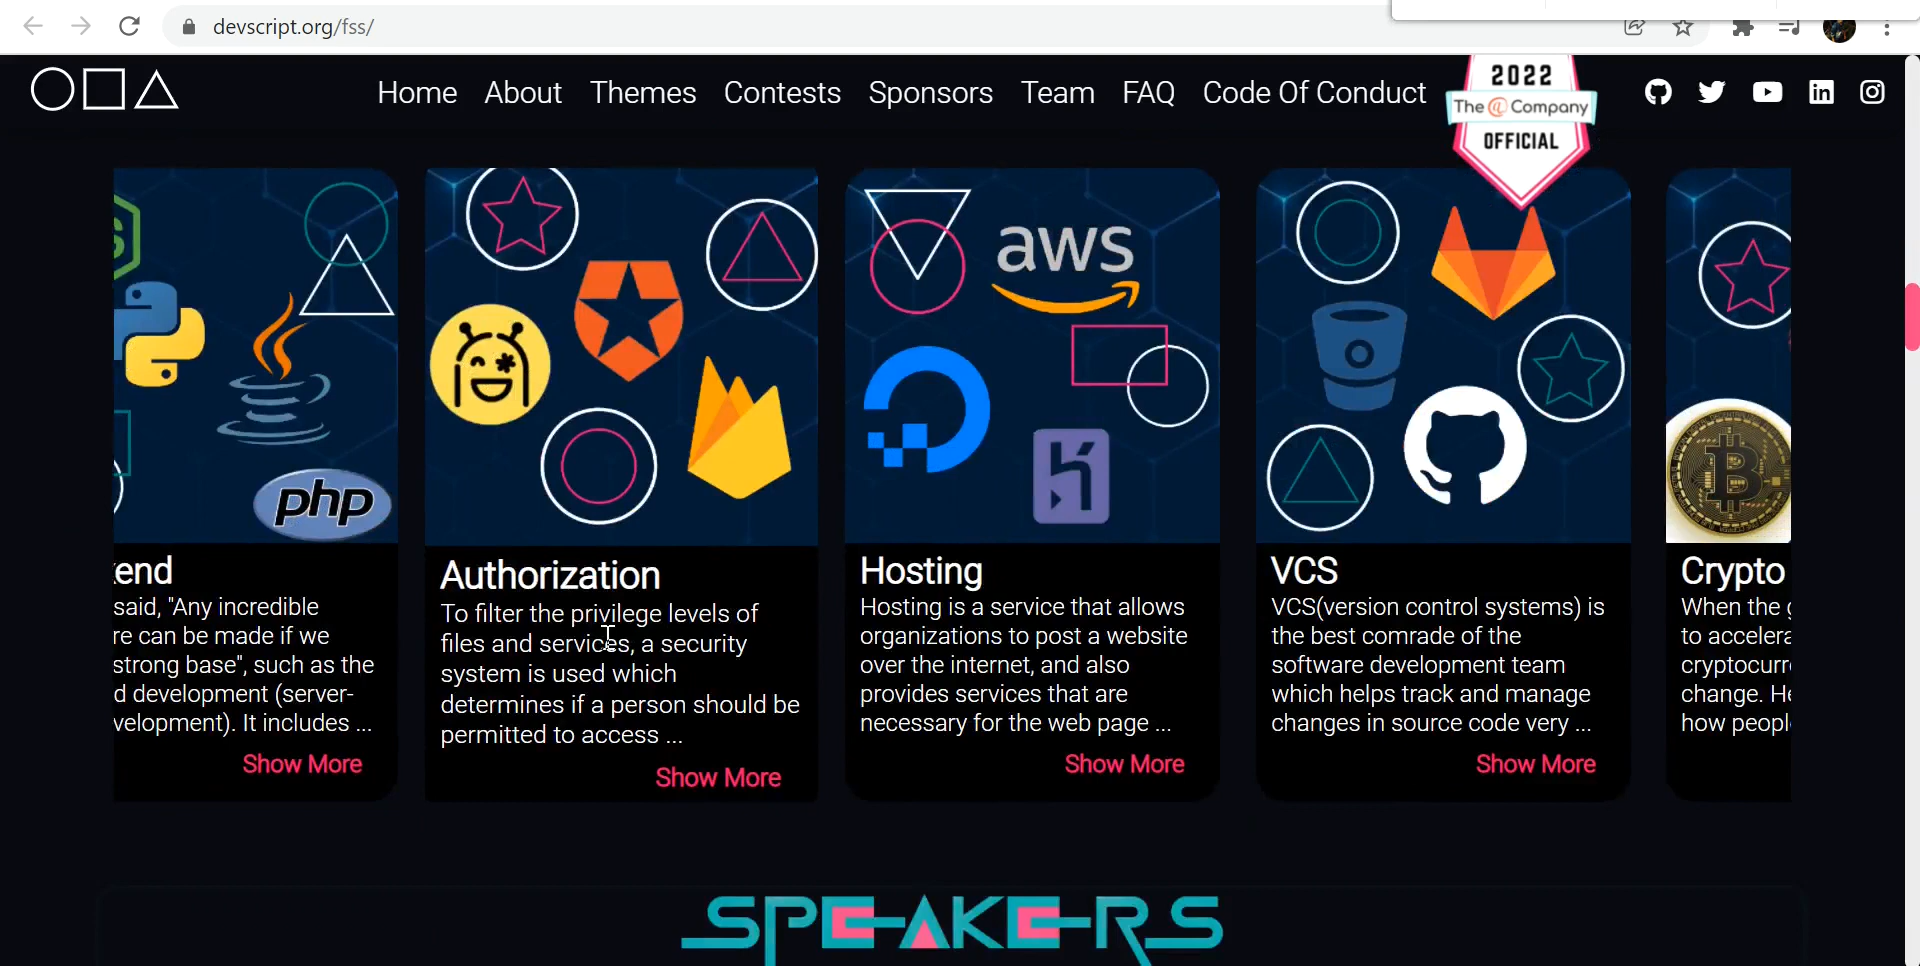 devscript.org/fss/
Home About Themes Contests Sponsors Team FAQ Code Of Conduct
2022
The @ Company
OFFICIAL
php
aws
end
said, "Any incredible
re can be made if we
strong base", such as the
d development (server-
velopment). It includes ...
Show More
Authorization
To filter the privilege levels of
files and services, a security
system is used which
determines if a person should be
permitted to access ...
Show More
Hosting
Hosting is a service that allows
organizations to post a website
over the internet, and also
provides services that are
necessary for the web page ...
Show More
VCS
VCS(version control systems) is
the best comrade of the
software development team
which helps track and manage
changes in source code very ...
Show More
Crypto
When the g
to accelera
cryptocurr
change. He
how peopl
SPEAKERS